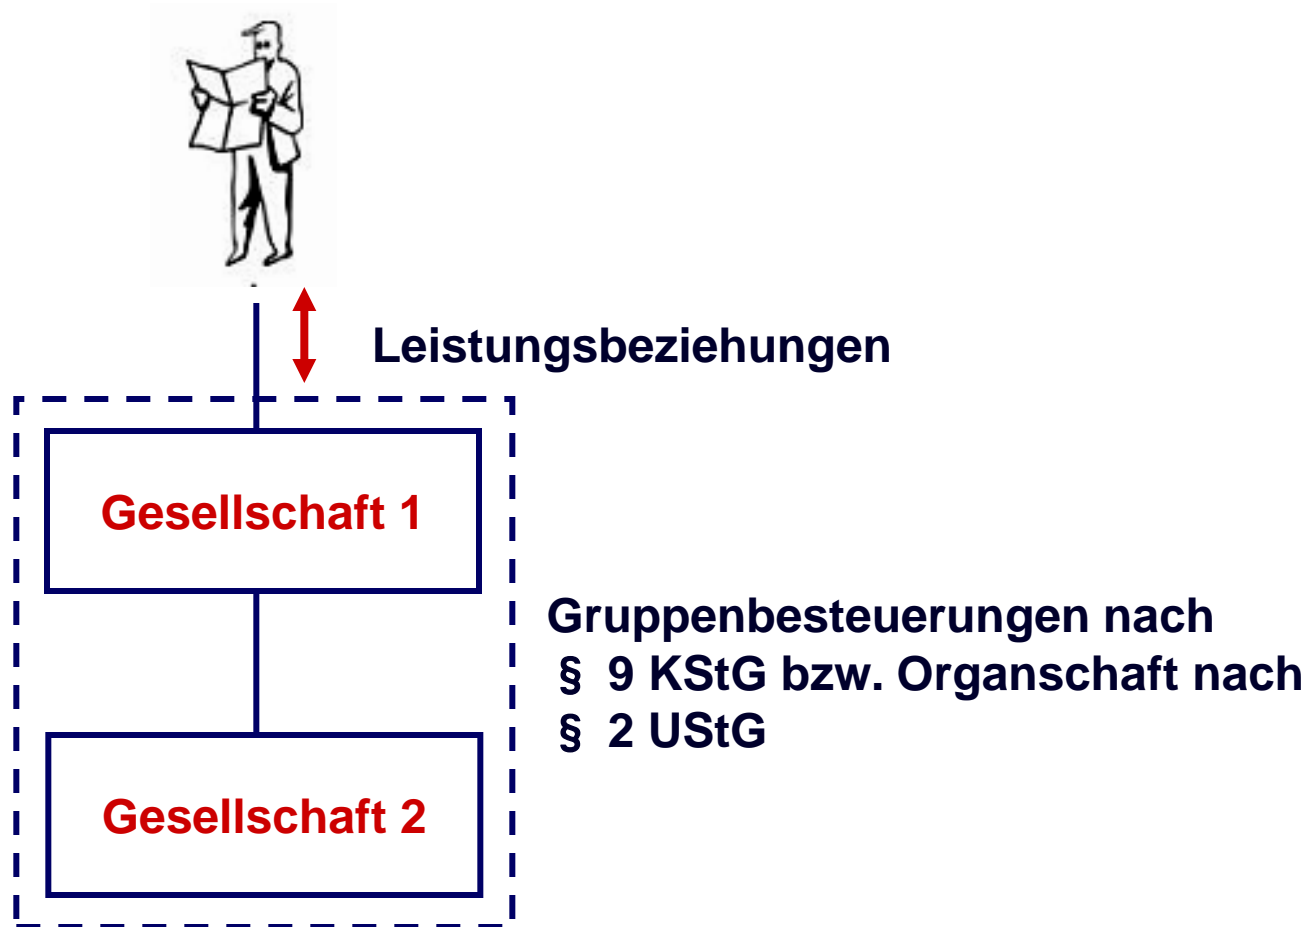 Leistungsbeziehungen
Gesellschaft 1
Gruppenbesteuerungen nach
§ 9 KStG bzw. Organschaft nach
§ 2 UStG
Gesellschaft 2